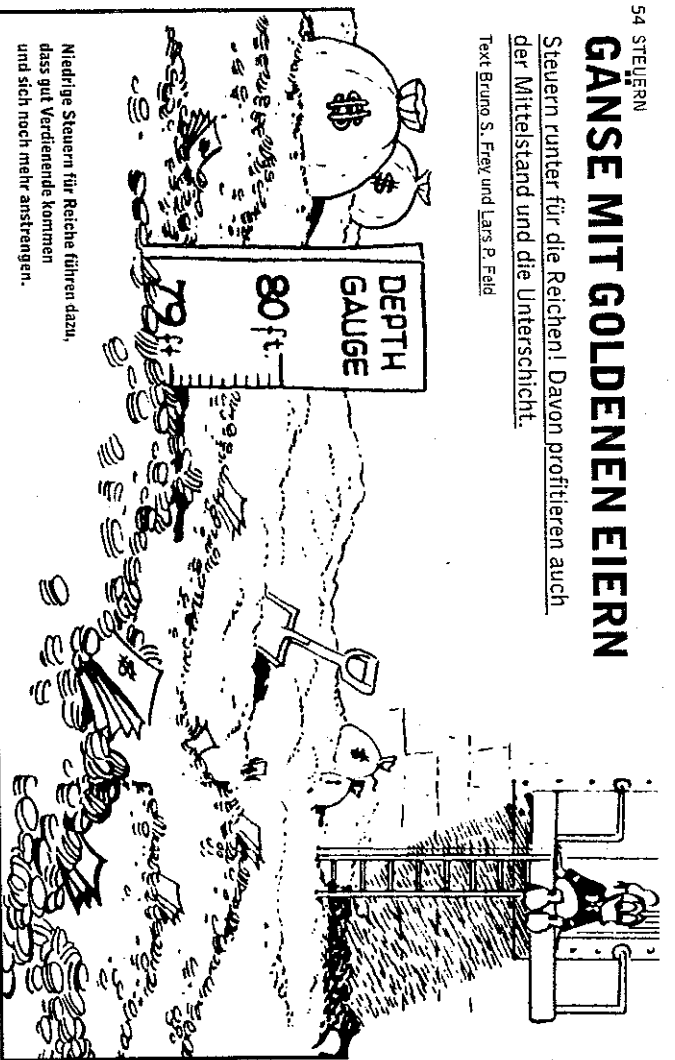 54 STEUERN
GÄNSE MIT GOLDENEN EIERN
Steuern runter für die Reichen! Davon profitieren auch
der Mittelstand und die Unterschicht.
Text Bruno S. Frey und Lars P. Feld
$
$
DEPTH
GAUGE
80 ft.
79 ft
$
$
Niedrige Steuern für Reiche führen dazu,
dass gut Verdienende kommen
und sich noch mehr anstrengen.